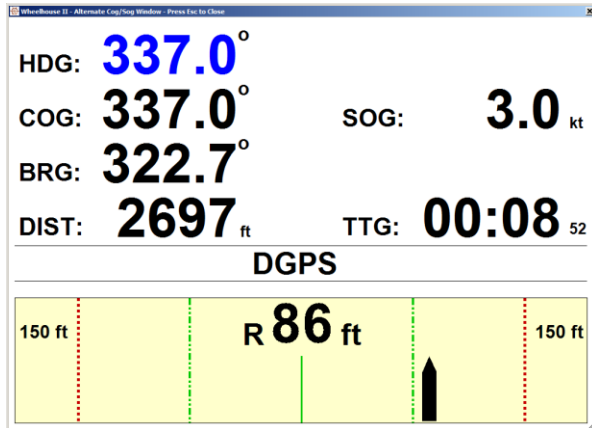 Wheelhouse II - Alternate Cog/Sog Window - Press Esc to Close
HDG: 337.0°
COG: 337.0° SOG: 3.0 kt
BRG: 322.7°
DIST: 2697 ft TTG: 00:08 52
DGPS
150 ft R 86 ft 150 ft